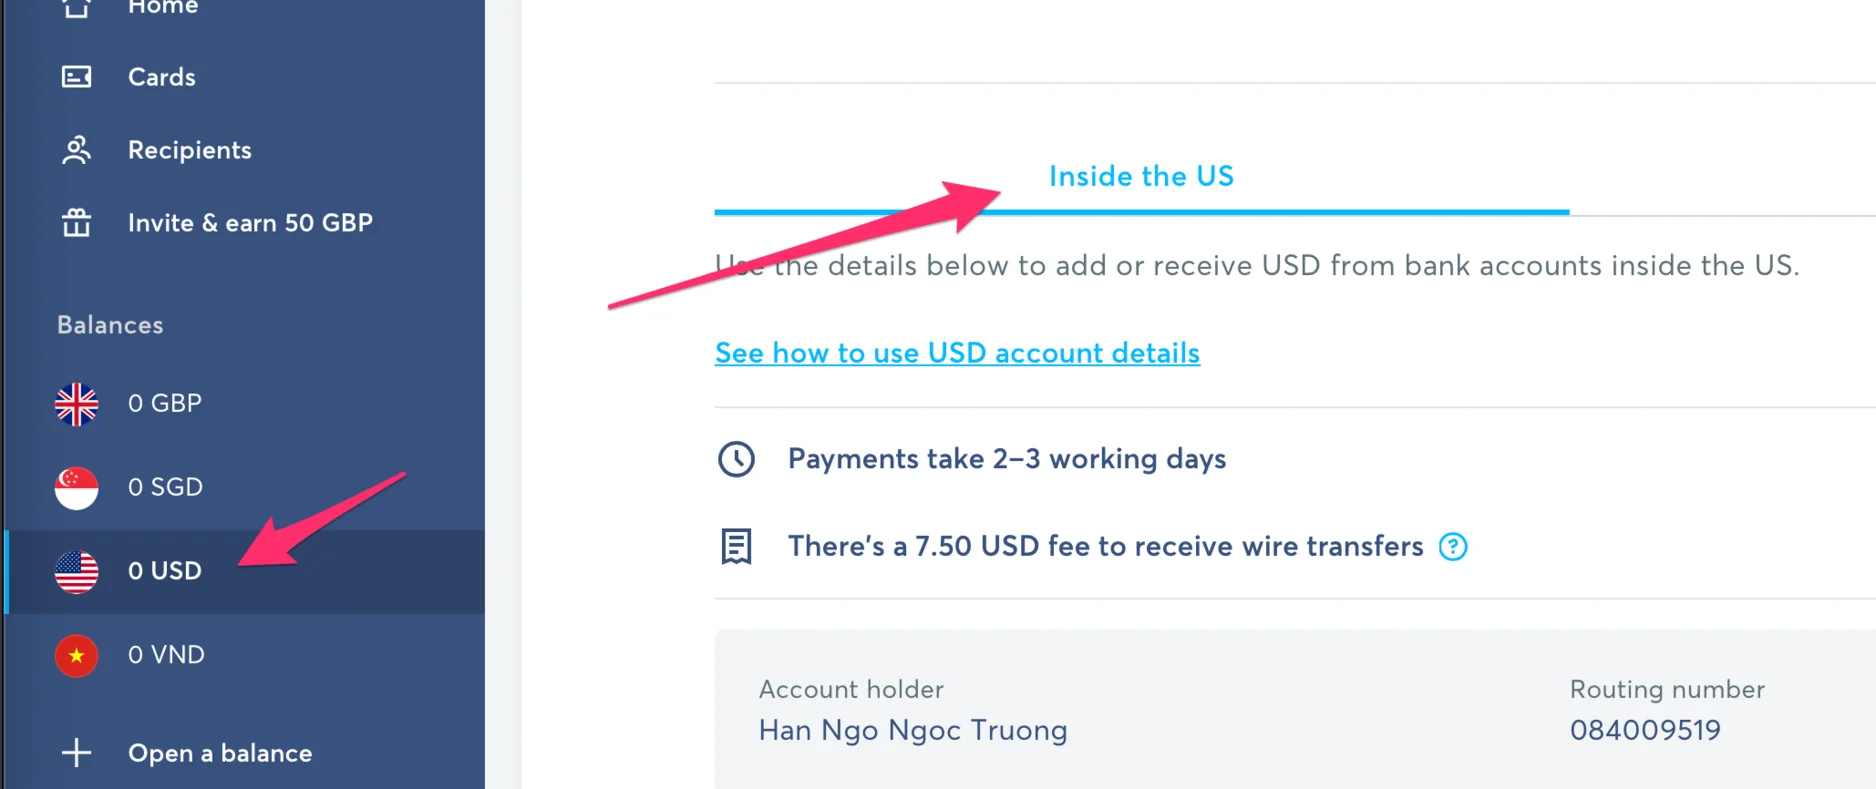 Home
Cards
Recipients
Invite & earn 50 GBP
Balances
0 GBP
0 SGD
0 USD
0 VND
Open a balance
Inside the US
Use the details below to add or receive USD from bank accounts inside the US.
See how to use USD account details
Payments take 2–3 working days
There's a 7.50 USD fee to receive wire transfers ?
Account holder
Han Ngo Ngoc Truong
Routing number
084009519